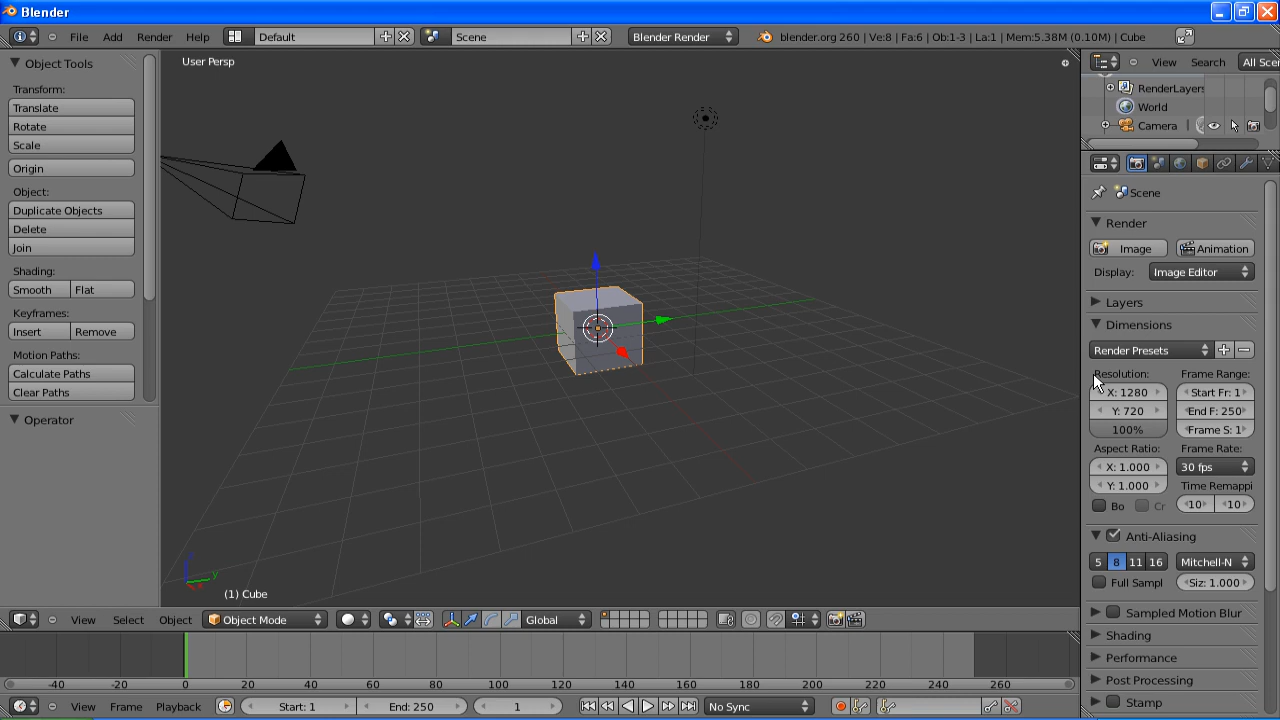 Blender
File Add Render Help Default Scene Blender Render blender.org 260 | Ve:8 | Fa:6 | Ob:1-3 | La:1 | Mem:5.38M (0.10M) | Cube
Object Tools
Transform:
Translate
Rotate
Scale
Origin
Object:
Duplicate Objects
Delete
Join
Shading:
Smooth Flat
Keyframes:
Insert Remove
Motion Paths:
Calculate Paths
Clear Paths
Operator
User Persp
y
(1) Cube
View Select Object Object Mode Global
-40 -20 0 20 40 60 80 100 120 140 160 180 200 220 240 260
View Frame Playback Start: 1 End: 250 1 No Sync
View Search All Scen
RenderLayers
World
Camera
Scene
Render
Image Animation
Display: Image Editor
Layers
Dimensions
Render Presets
Resolution: Frame Range:
X: 1280 Start Fr: 1
Y: 720 End F: 250
100% Frame S: 1
Aspect Ratio: Frame Rate:
X: 1.000 30 fps
Y: 1.000 Time Remappi
Bo Cr 10 10
Anti-Aliasing
5 8 11 16 Mitchell-N
Full Sampl Siz: 1.000
Sampled Motion Blur
Shading
Performance
Post Processing
Stamp